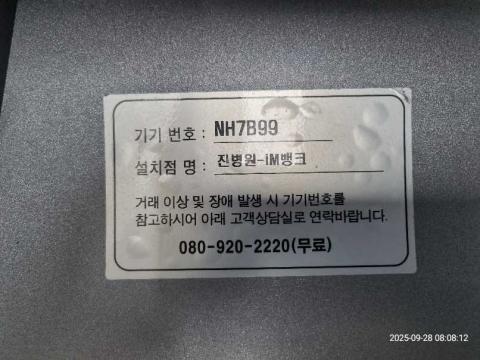 기기 번호 : NH7B99
설치점 명 : 진병원-iM뱅크
거래 이상 및 장애 발생 시 기기번호를
참고하시어 아래 고객상담실로 연락바랍니다.
080-920-2220(무료)
2025-09-28 08:08:12